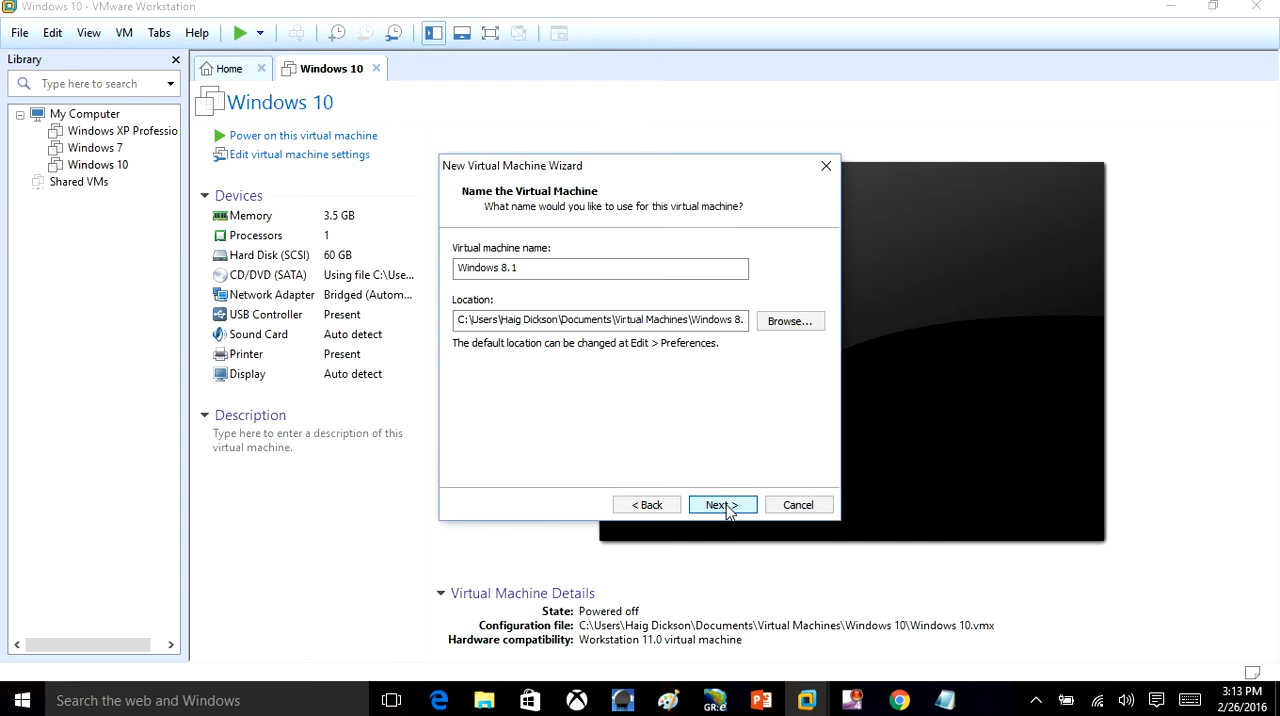 Windows 10 - VMware Workstation
File Edit View VM Tabs Help
Library
Type here to search
My Computer
Windows XP Professio
Windows 7
Windows 10
Shared VMs
Home
Windows 10
Windows 10
Power on this virtual machine
Edit virtual machine settings
Devices
Memory 3.5 GB
Processors 1
Hard Disk (SCSI) 60 GB
CD/DVD (SATA) Using file C:\Use...
Network Adapter Bridged (Autom...
USB Controller Present
Sound Card Auto detect
Printer Present
Display Auto detect
Description
Type here to enter a description of this
virtual machine.
New Virtual Machine Wizard
Name the Virtual Machine
What name would you like to use for this virtual machine?
Virtual machine name:
Windows 8.1
Location:
C:\Users\Haig Dickson\Documents\Virtual Machines\Windows 8.
Browse...
The default location can be changed at Edit > Preferences.
< Back Next > Cancel
Virtual Machine Details
State: Powered off
Configuration file: C:\Users\Haig Dickson\Documents\Virtual Machines\Windows 10\Windows 10.vmx
Hardware compatibility: Workstation 11.0 virtual machine
Search the web and Windows
GR:e
3:13 PM
2/26/2016